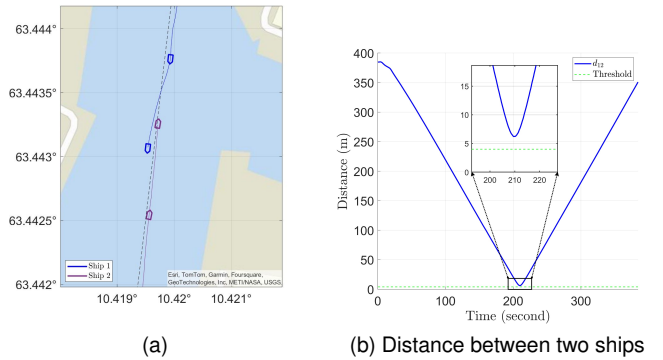 63.444°
63.4435°
63.443°
63.4425°
63.442°
10.419°
10.42°
10.421°
Ship 1
Ship 2
Esri, TomTom, Garmin, Foursquare,
GeoTechnologies, Inc, METI/NASA, USGS
(a)
400
350
300
250
200
150
100
50
0
Distance (m)
0
100
200
300
Time (second)
d12
Threshold
15
10
5
0
200
210
220
(b) Distance between two ships